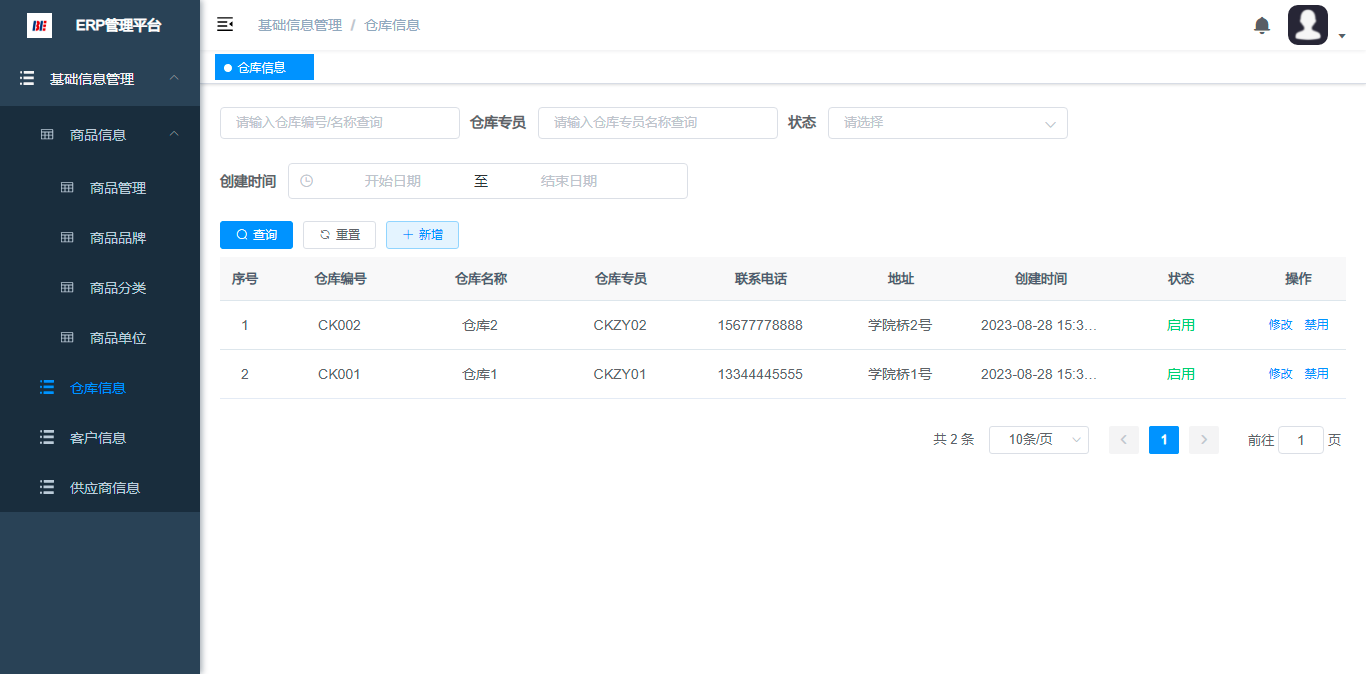 ERP管理平台
基础信息管理
商品信息
商品管理
商品品牌
商品分类
商品单位
仓库信息
客户信息
供应商信息
基础信息管理 / 仓库信息
仓库信息
请输入仓库编号/名称查询 仓库专员 请输入仓库专员名称查询 状态 请选择
创建时间 开始日期 至 结束日期
查询 重置 新增
序号 仓库编号 仓库名称 仓库专员 联系电话 地址 创建时间 状态 操作
1 CK002 仓库2 CKZY02 15677778888 学院桥2号 2023-08-28 15:3... 启用 修改 禁用
2 CK001 仓库1 CKZY01 13344445555 学院桥1号 2023-08-28 15:3... 启用 修改 禁用
共 2 条 10条/页 1 前往 1 页